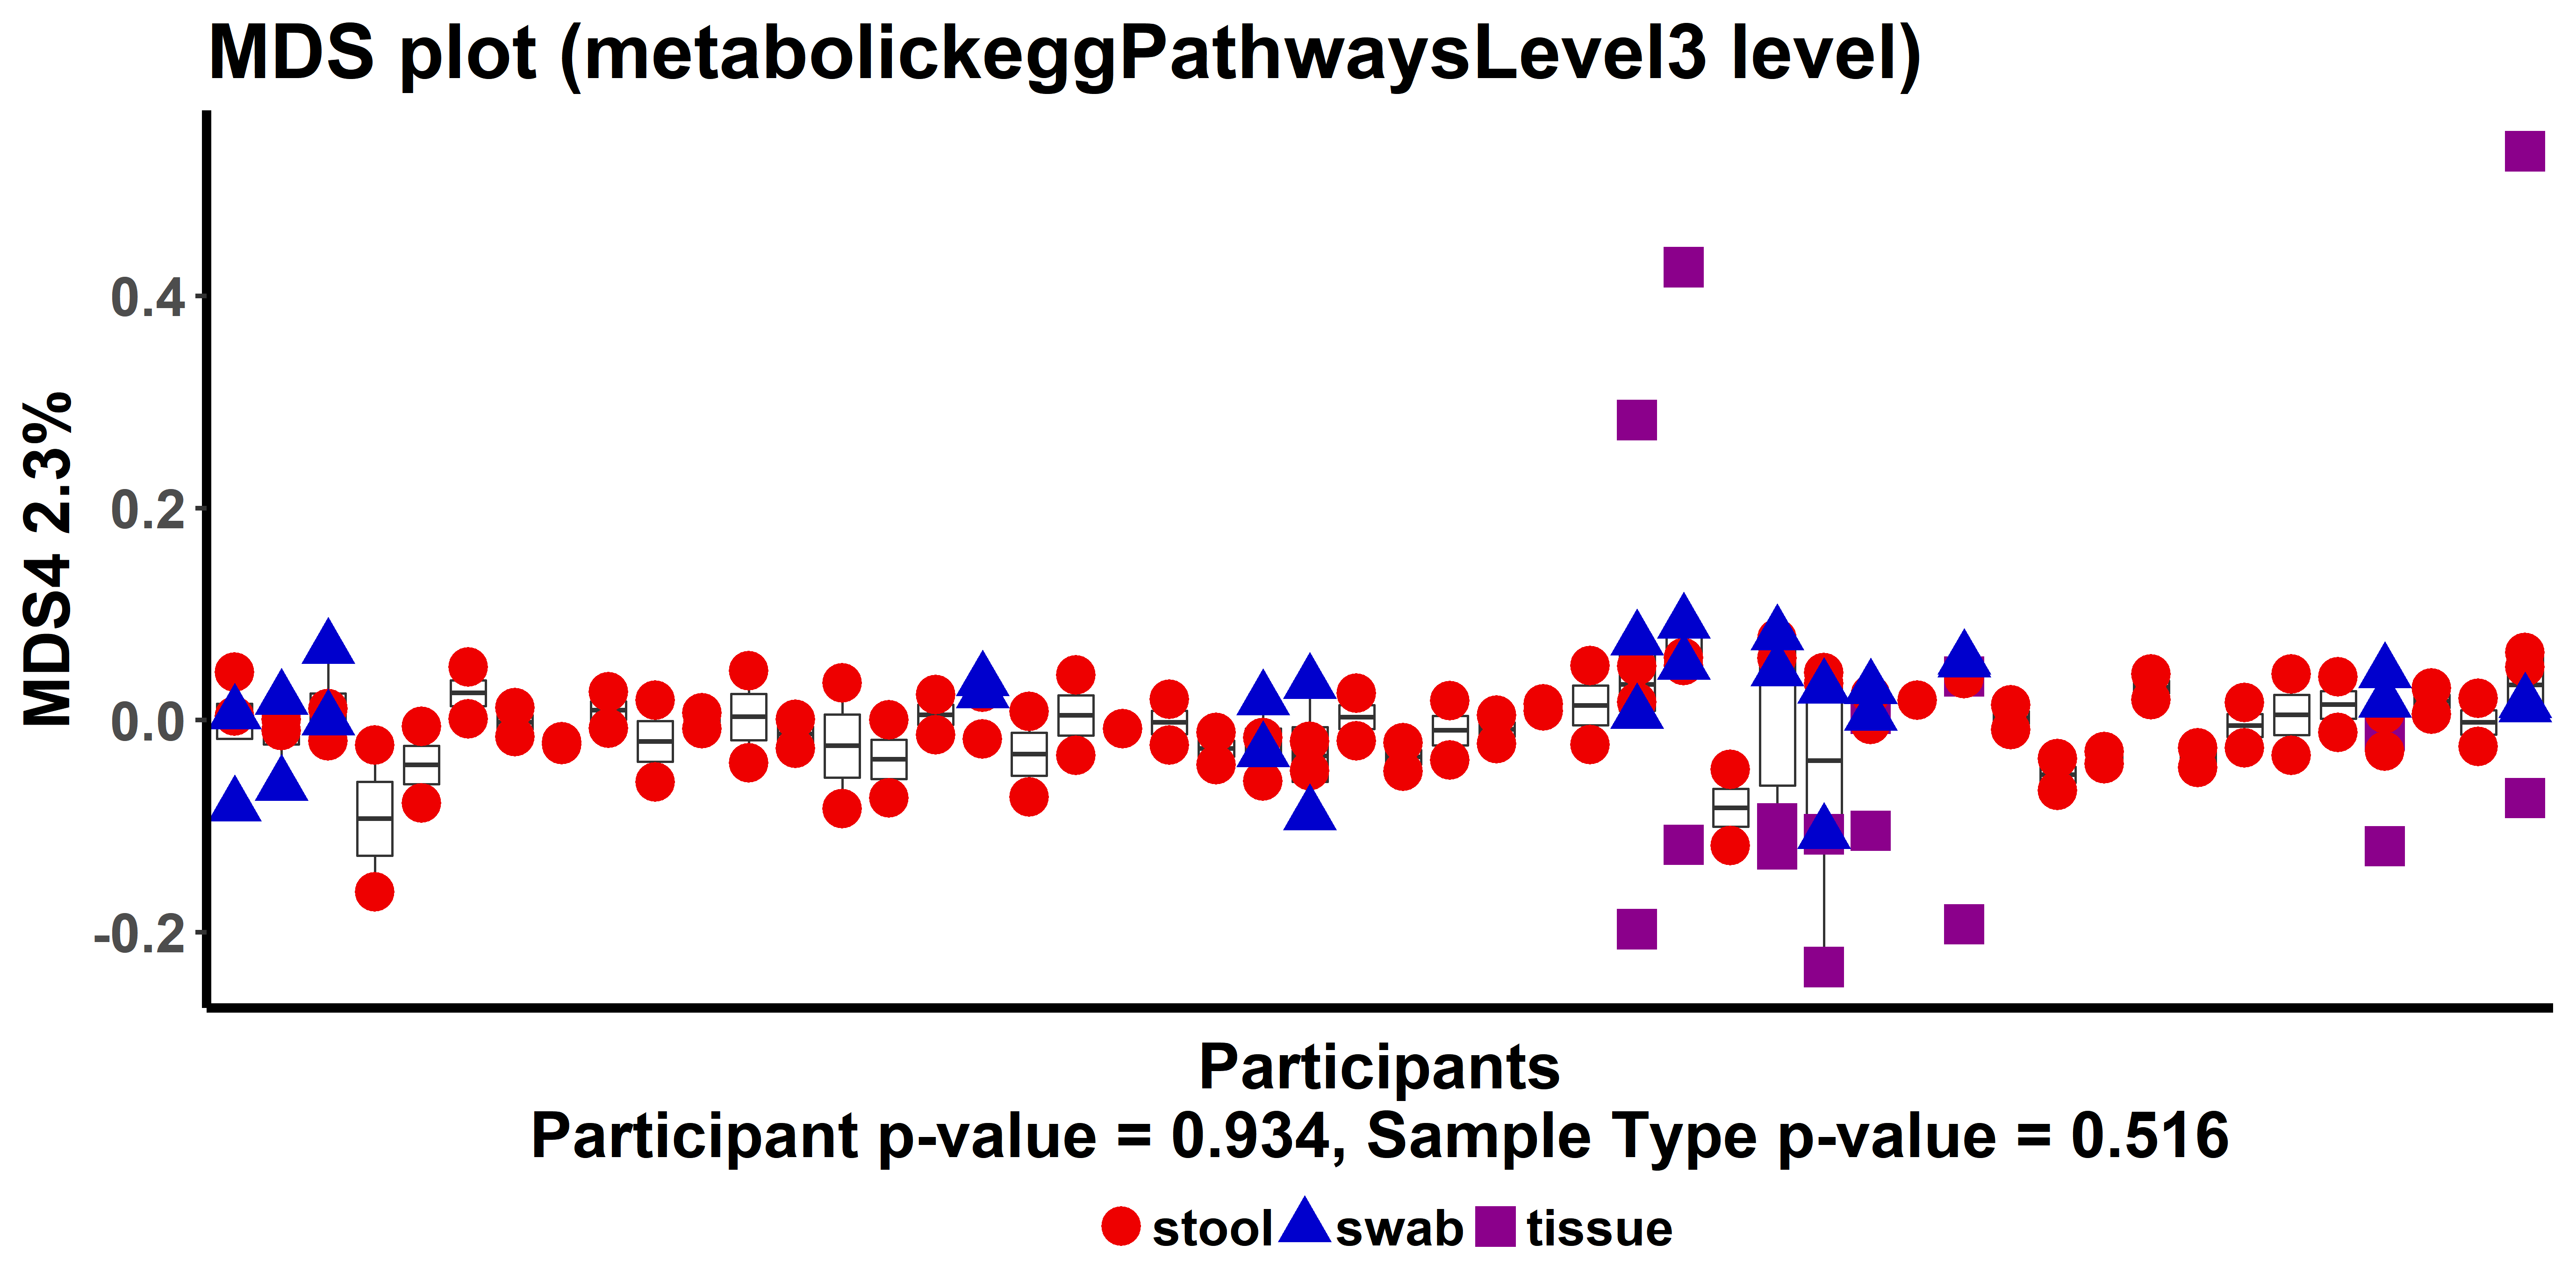 MDS plot (metabolickeggPathwaysLevel3 level)
MDS4 2.3%
0.4
0.2
0.0
-0.2
Participants
Participant p-value = 0.934, Sample Type p-value = 0.516
stool swab tissue